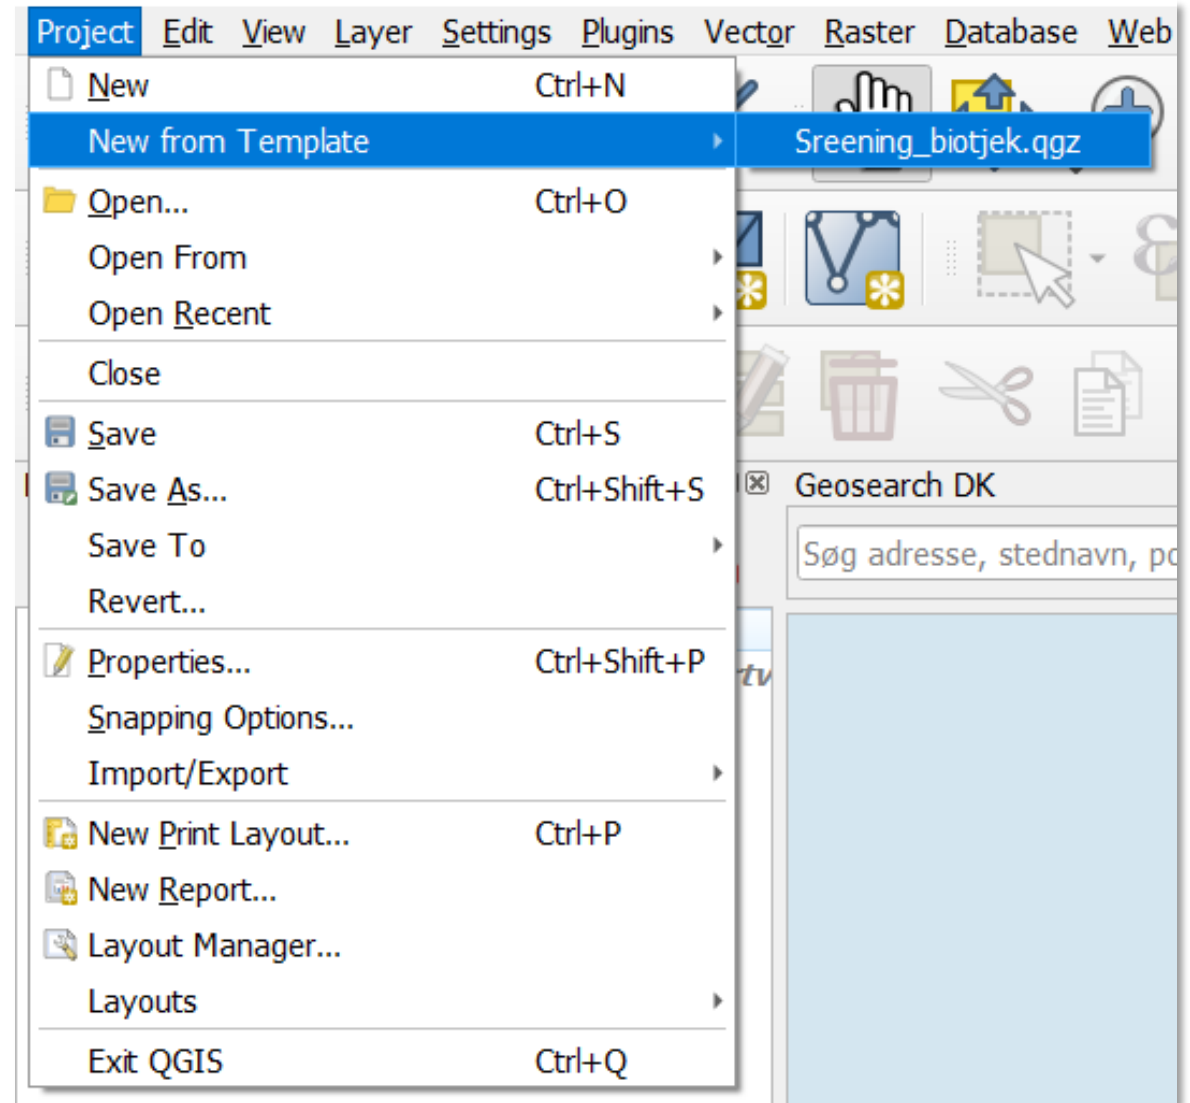 Project Edit View Layer Settings Plugins Vector Raster Database Web
New Ctrl+N
New from Template Sreening_biotjek.qgz
Open... Ctrl+O
Open From
Open Recent
Close
Save Ctrl+S
Save As... Ctrl+Shift+S
Geosearch DK
Save To
Søg adresse, stednavn, po
Revert...
Properties... Ctrl+Shift+P
Snapping Options...
Import/Export
New Print Layout... Ctrl+P
New Report...
Layout Manager...
Layouts
Exit QGIS Ctrl+Q